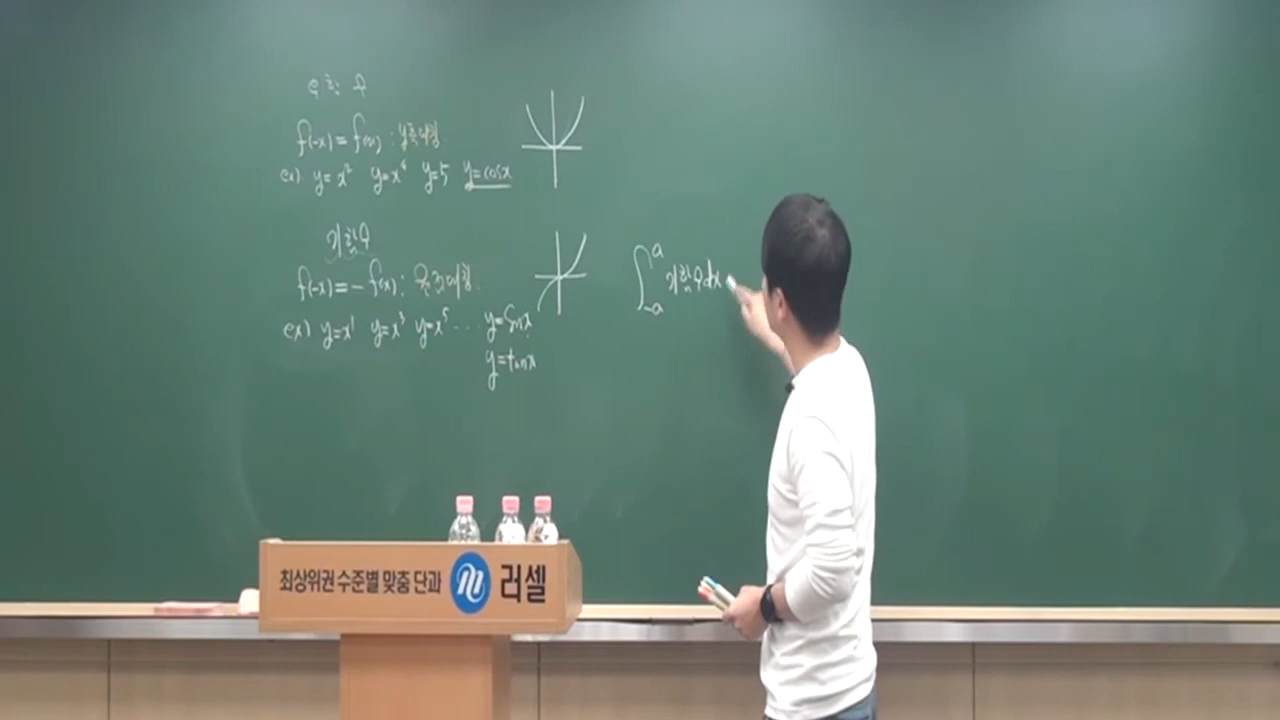 우함수
f(-x) = f(x) : y축대칭
ex) y=x² y=x⁴ y=5 y=cosx
기함수
f(-x) = -f(x) : 원점대칭.
ex) y=x¹ y=x³ y=x⁵ ... y=sinx
y=tanx
∫₋ₐᵃ 기함수dx
최상위권 수준별 맞춤 단과 러셀